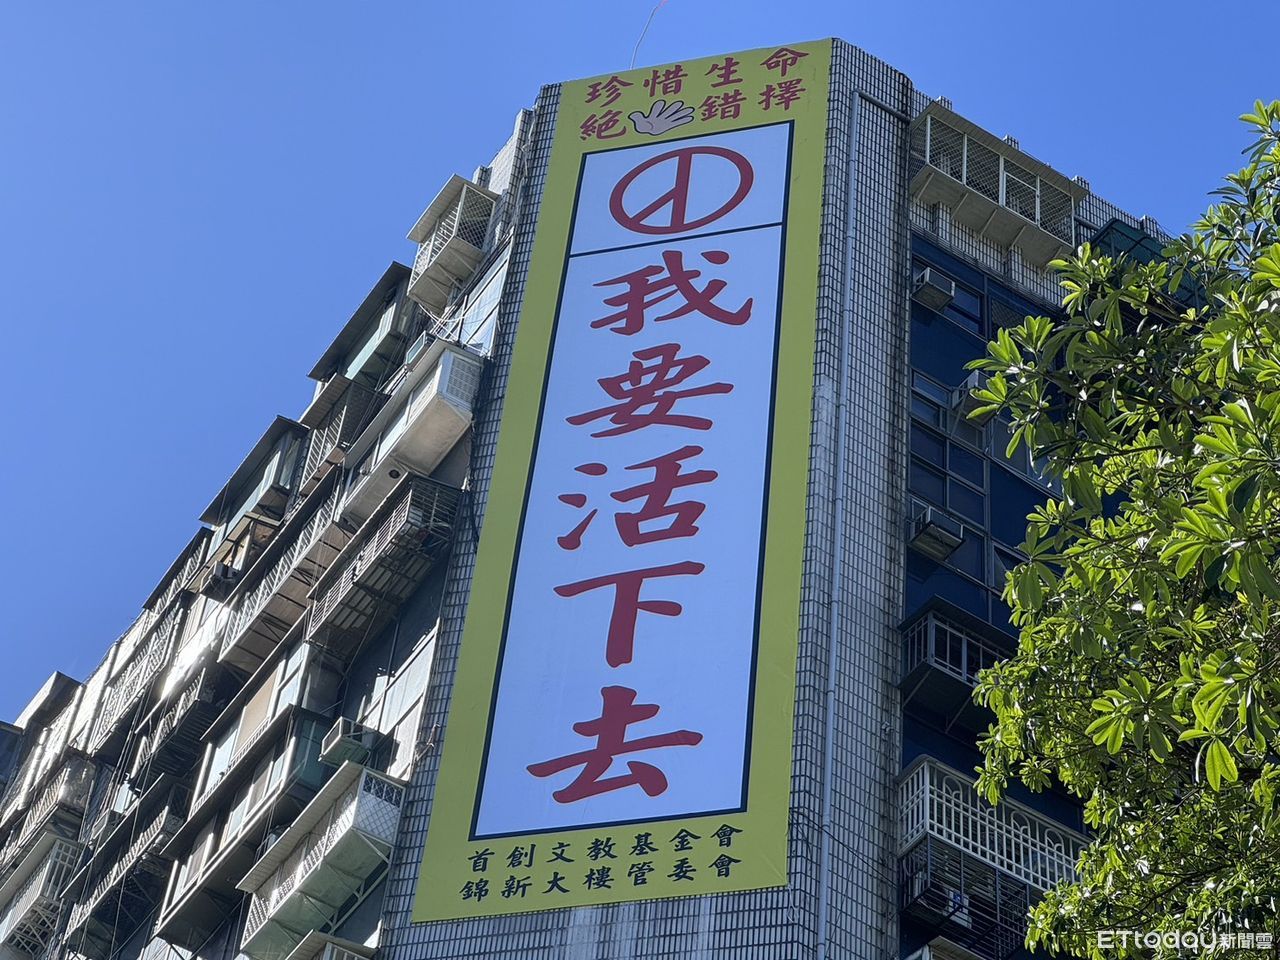 珍惜生命
絕錯擇
我要活下去
首創文教基金會
錦新大樓管委會
ETtoday新聞雲